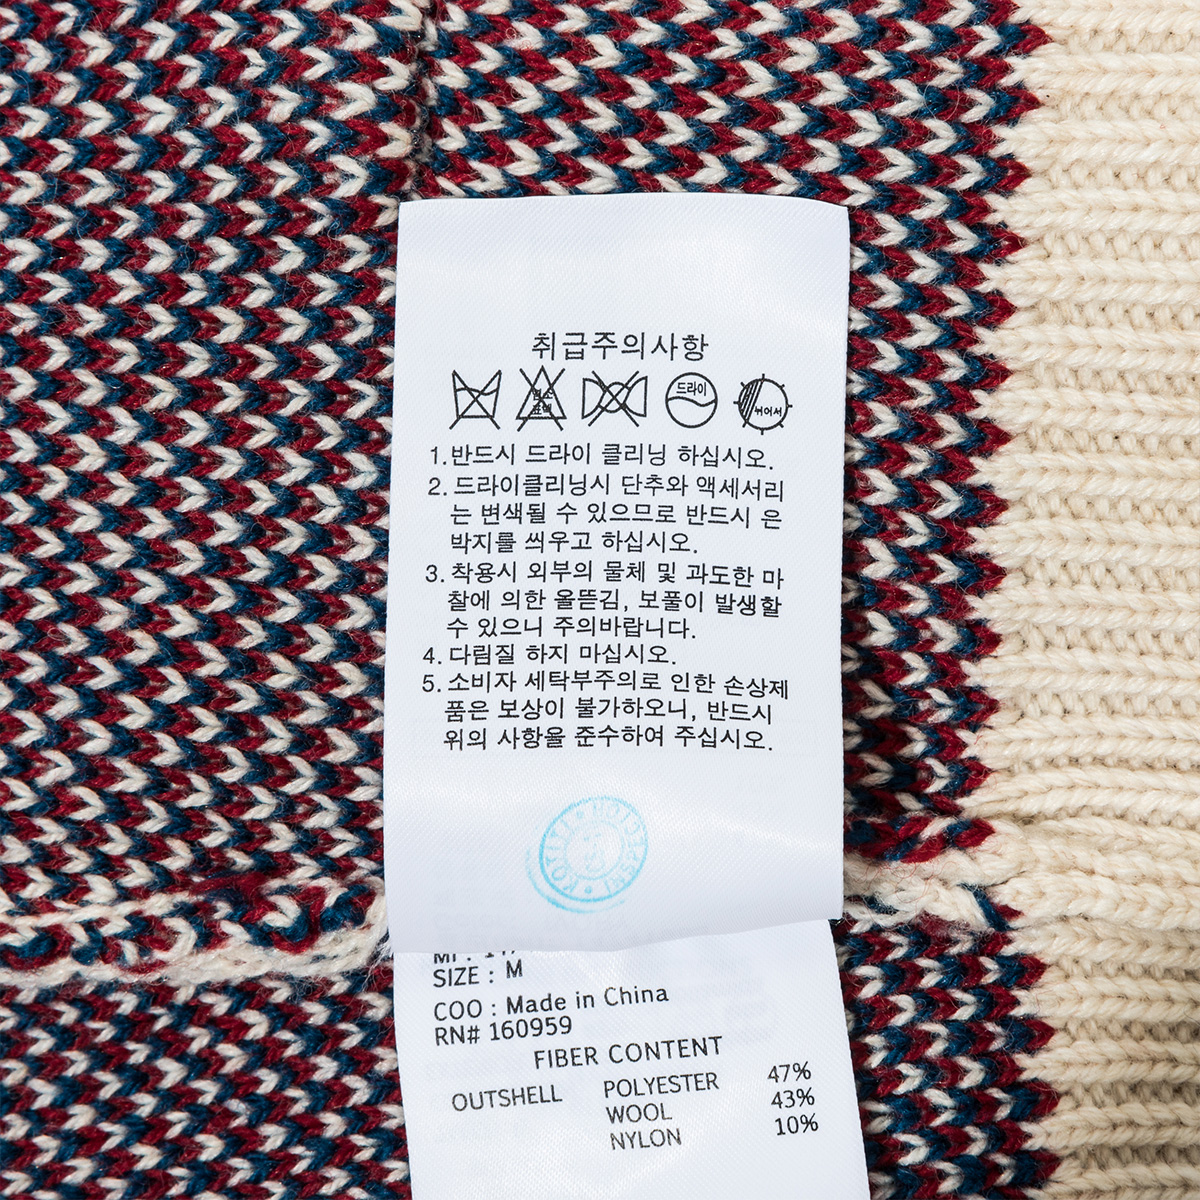 취급주의사항
염소
표백
드라이
뉘어서
1. 반드시 드라이 클리닝 하십시오.
2. 드라이클리닝시 단추와 액세서리
는 변색될 수 있으므로 반드시 은
박지를 씌우고 하십시오.
3. 착용시 외부의 물체 및 과도한 마
찰에 의한 올뜯김, 보풀이 발생할
수 있으니 주의바랍니다.
4. 다림질 하지 마십시오.
5. 소비자 세탁부주의로 인한 손상제
품은 보상이 불가하오니, 반드시
위의 사항을 준수하여 주십시오.
KOTITI
SIZE : M
COO : Made in China
RN# 160959
FIBER CONTENT
OUTSHELL POLYESTER 47%
WOOL 43%
NYLON 10%